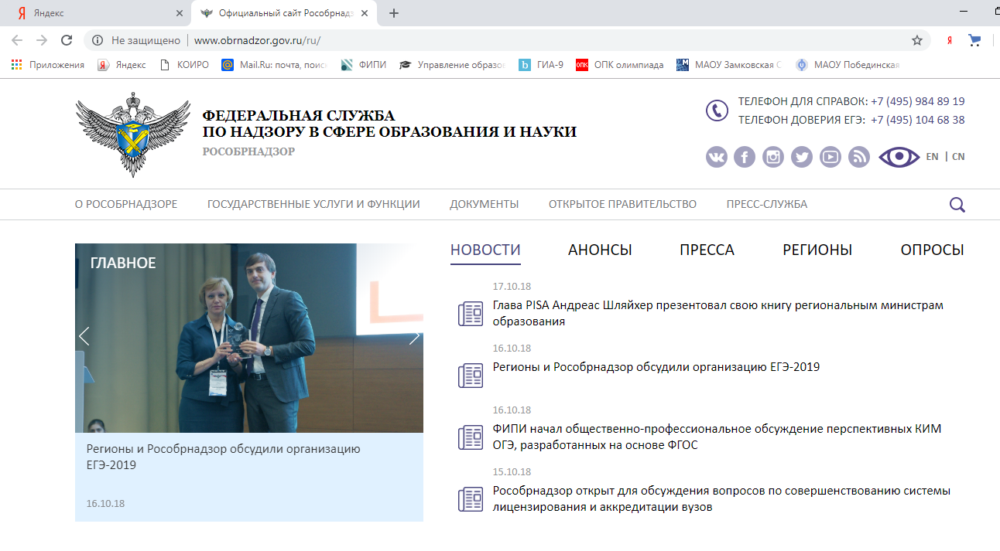 Яндекс
Официальный сайт Рособрнадз
Не защищено
www.obrnadzor.gov.ru/ru/
Приложения
Яндекс
КОИРО
Mail.Ru: почта, поис
ФИПИ
Управление образо
ГИА-9
ОПК олимпиада
МАОУ Замковская С
МАОУ Побединская
ФЕДЕРАЛЬНАЯ СЛУЖБА
ПО НАДЗОРУ В СФЕРЕ ОБРАЗОВАНИЯ И НАУКИ
РОСОБРНАДЗОР
ТЕЛЕФОН ДЛЯ СПРАВОК: +7 (495) 984 89 19
ТЕЛЕФОН ДОВЕРИЯ ЕГЭ: +7 (495) 104 68 38
EN | CN
О РОСОБРНАДЗОРЕ
ГОСУДАРСТВЕННЫЕ УСЛУГИ И ФУНКЦИИ
ДОКУМЕНТЫ
ОТКРЫТОЕ ПРАВИТЕЛЬСТВО
ПРЕСС-СЛУЖБА
ГЛАВНОЕ
Регионы и Рособрнадзор обсудили организацию
ЕГЭ-2019
16.10.18
НОВОСТИ
АНОНСЫ
ПРЕССА
РЕГИОНЫ
ОПРОСЫ
17.10.18
Глава PISA Андреас Шляйхер презентовал свою книгу региональным министрам
образования
16.10.18
Регионы и Рособрнадзор обсудили организацию ЕГЭ-2019
16.10.18
ФИПИ начал общественно-профессиональное обсуждение перспективных КИМ
ОГЭ, разработанных на основе ФГОС
15.10.18
Рособрнадзор открыт для обсуждения вопросов по совершенствованию системы
лицензирования и аккредитации вузов